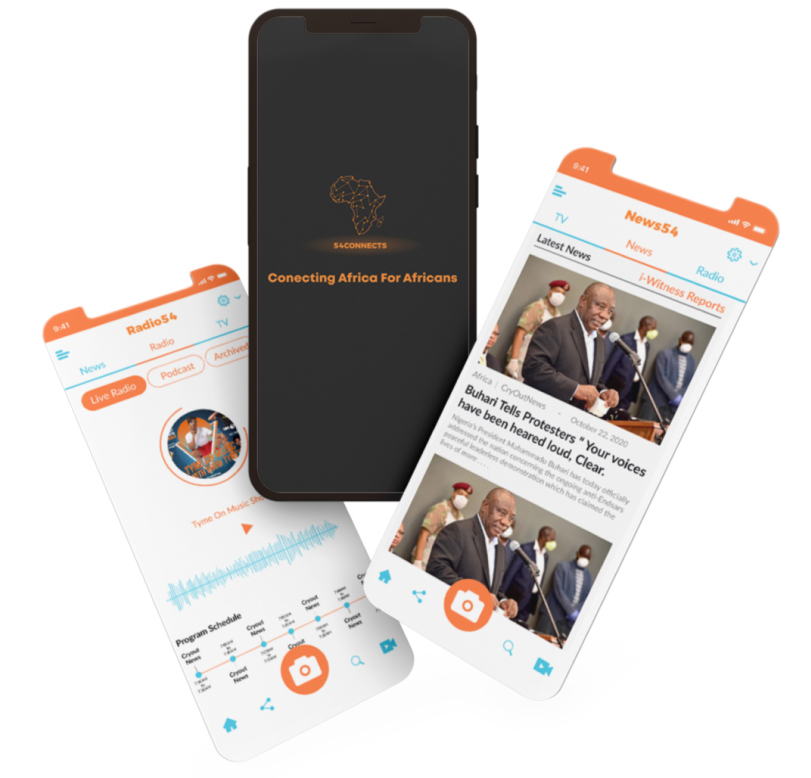 54CONNECTS
Conecting Africa For Africans
9:41
Radio54
News
Radio
TV
Live Radio
Podcast
Archived
Tyme On Music Sho
Program Schedule
Cryout
News
Cryout
News
Cryout
News
Cryout
News
Cryout
News
9:41
News54
TV
News
Radio
Latest News
i-Witness Reports
Africa | CryOutNews - October 22, 2020
Buhari Tells Protesters " Your voices
have been heared loud, Clear.
Nigeria's President Muhammadu Buhari has today officially
addressed the nation concerning the ongoing anti-Endsars
peaceful leaderless demonstration which has claimed the
lives of more . . . .